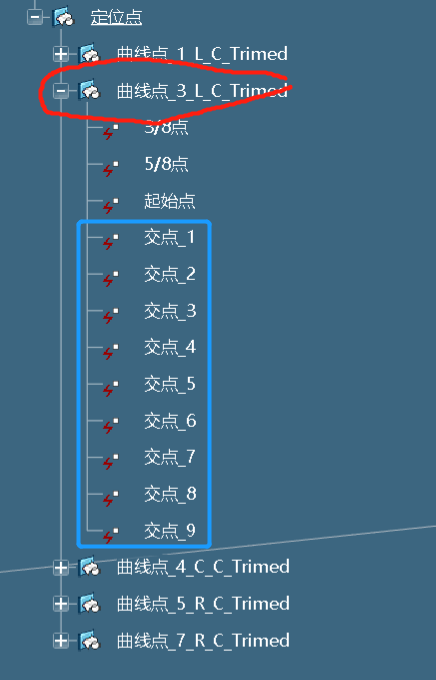 定位点
曲线点_1_L_C_Trimed
曲线点_3_L_C_Trimed
3/8点
5/8点
起始点
交点_1
交点_2
交点_3
交点_4
交点_5
交点_6
交点_7
交点_8
交点_9
曲线点_4_C_C_Trimed
曲线点_5_R_C_Trimed
曲线点_7_R_C_Trimed